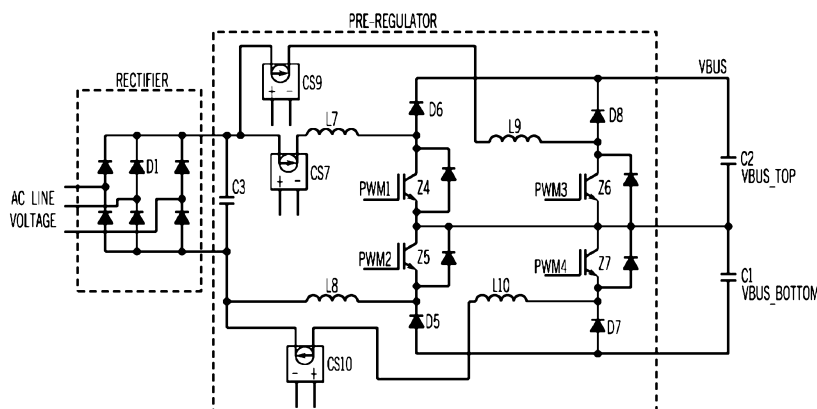 PRE-REGULATOR
RECTIFIER
VBUS
CS9
+ -
D6
D8
L7
L9
D1
C3
CS7
+ -
PWM1
Z4
PWM3
Z6
C2
VBUS_TOP
AC LINE
VOLTAGE
PWM2
Z5
PWM4
Z7
C1
VBUS_BOTTOM
L8
L10
D5
D7
CS10
- +